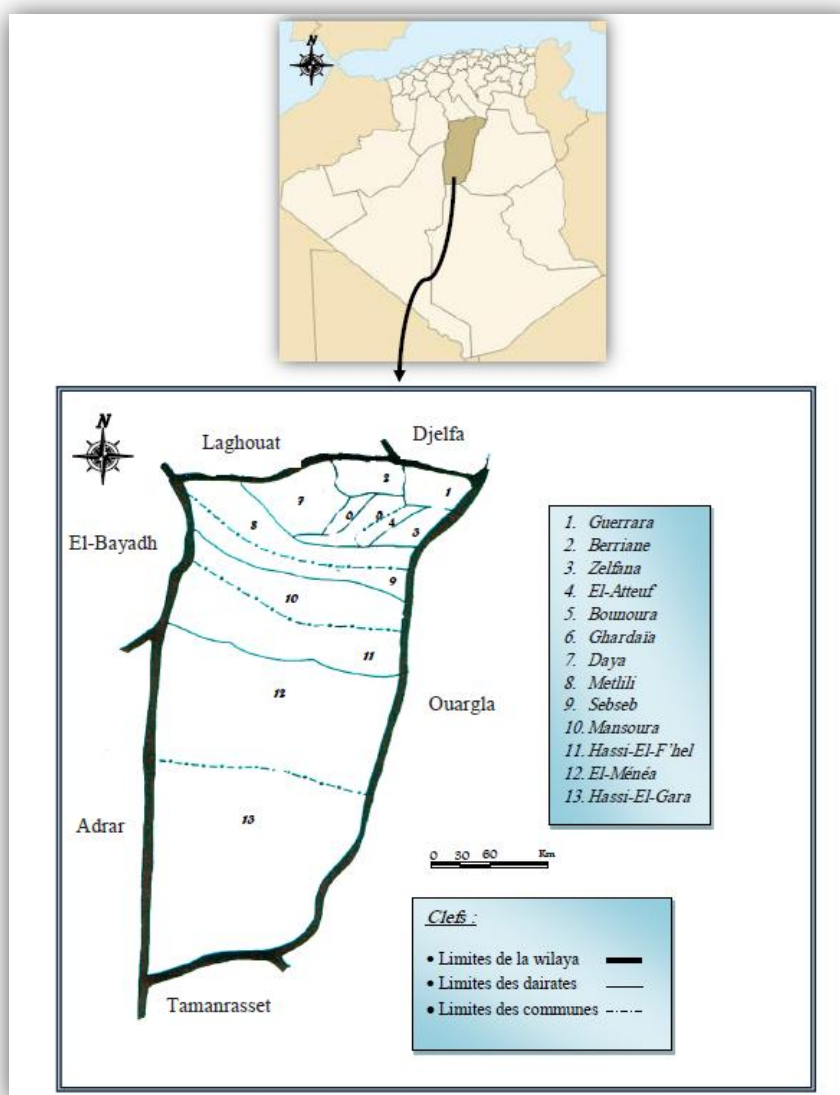 N
N
Laghouat
Djelfa
El-Bayadh
Ouargla
Adrar
Tamanrasset
2
1
7
4
3
8
9
10
11
12
13
1. Guerrara
2. Berriane
3. Zelfana
4. El-Atteuf
5. Bounoura
6. Ghardaïa
7. Daya
8. Metlili
9. Sebseb
10. Mansoura
11. Hassi-El-F'hel
12. El-Ménéa
13. Hassi-El-Gara
0 30 60 Km
Clefs :
• Limites de la wilaya
• Limites des dairates
• Limites des communes